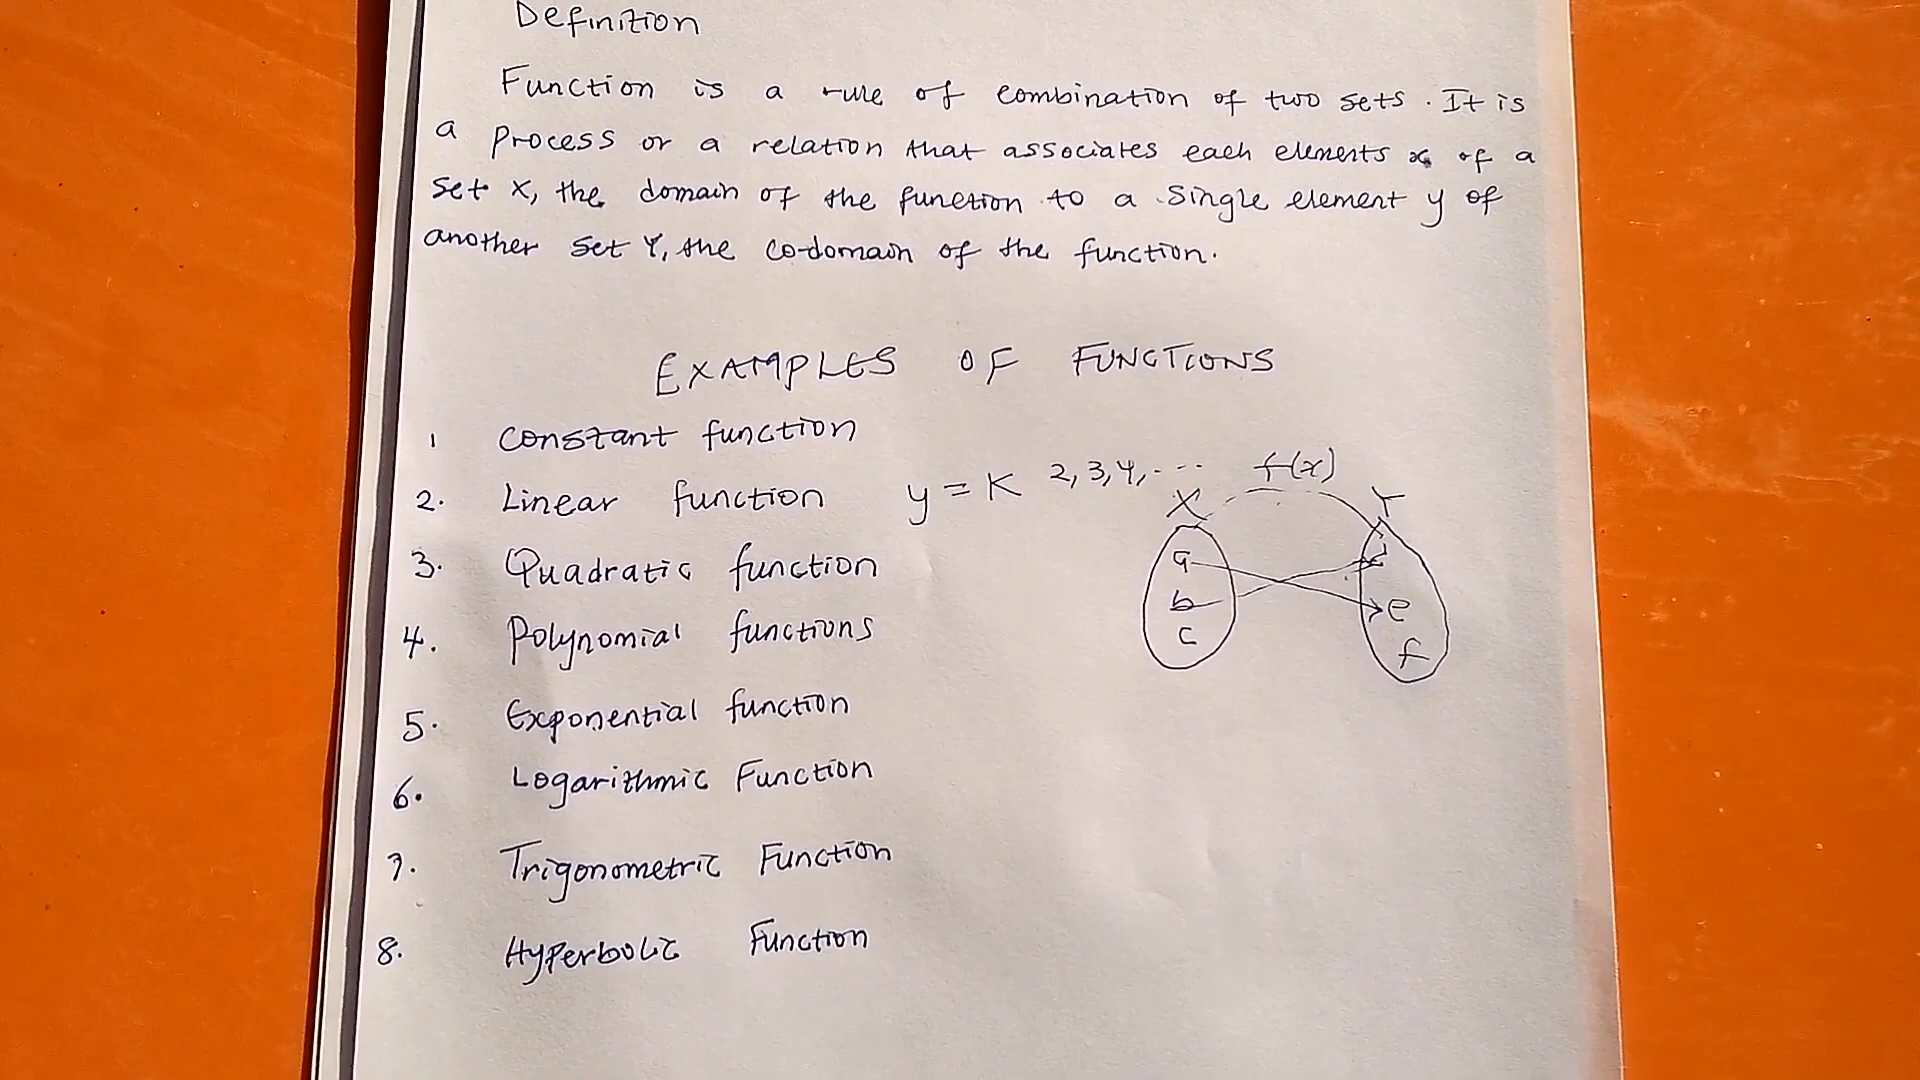 Definition
Function is a rule of combination of two sets. It is
a process or a relation that associates each elements x of a
set X, the domain of the function to a single element y of
another set Y, the co-domain of the function.
EXAMPLES OF FUNCTIONS
1 Constant function
2. Linear function y = K 2,3,4,... f(x)
X Y
3. Quadratic function
a d
b e
c f
4. Polynomial functions
5. Exponential function
6. Logarithmic Function
7. Trigonometric Function
8. Hyperbolic Function